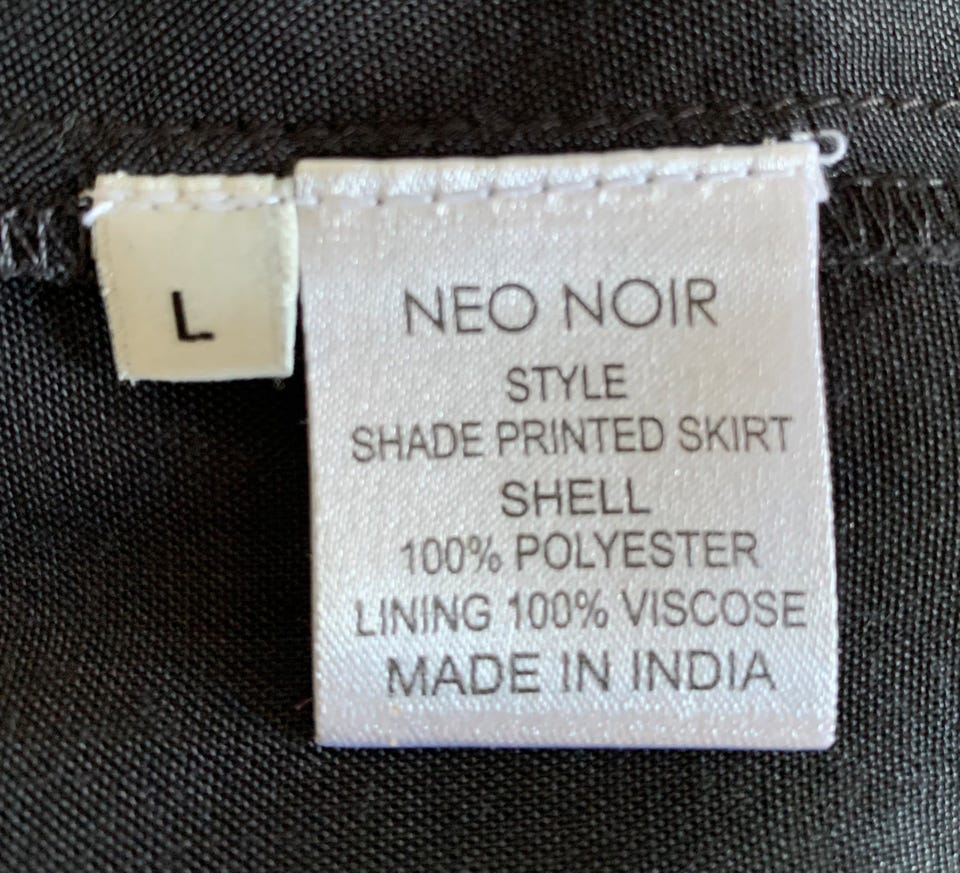 L
NEO NOIR
STYLE
SHADE PRINTED SKIRT
SHELL
100% POLYESTER
LINING 100% VISCOSE
MADE IN INDIA